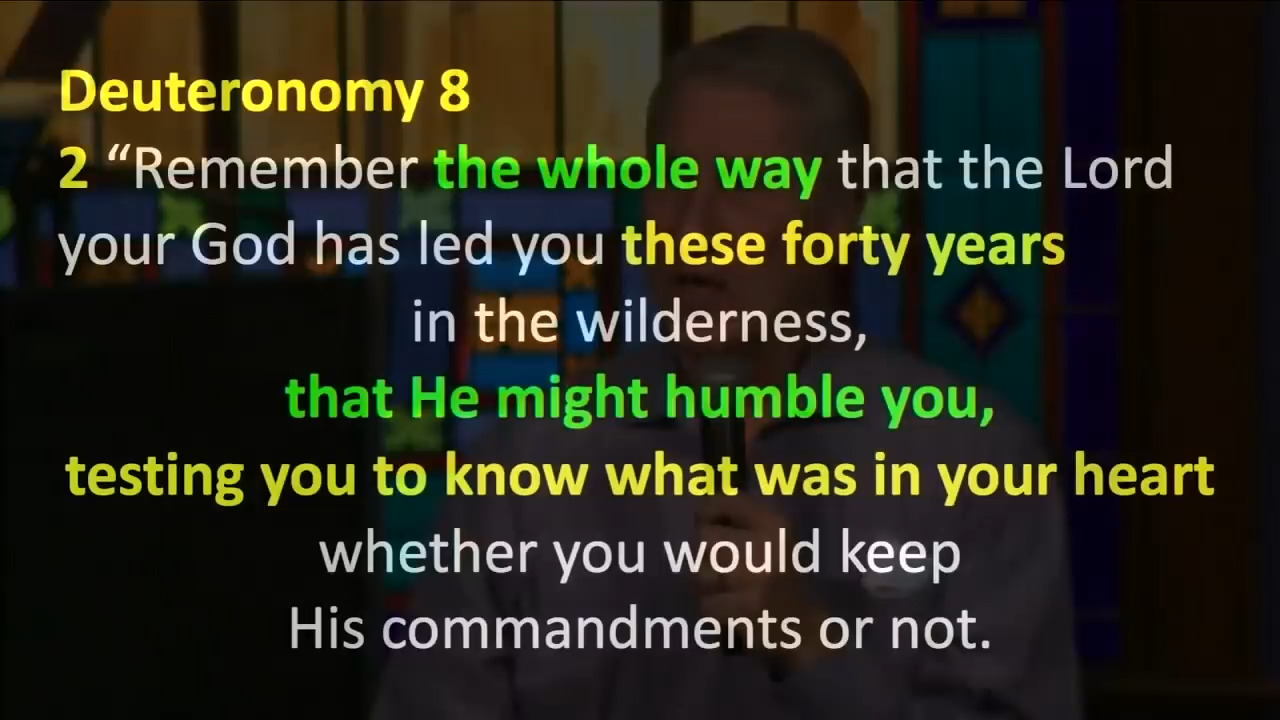 Deuteronomy 8
2 “Remember the whole way that the Lord
your God has led you these forty years
in the wilderness,
that He might humble you,
testing you to know what was in your heart
whether you would keep
His commandments or not.